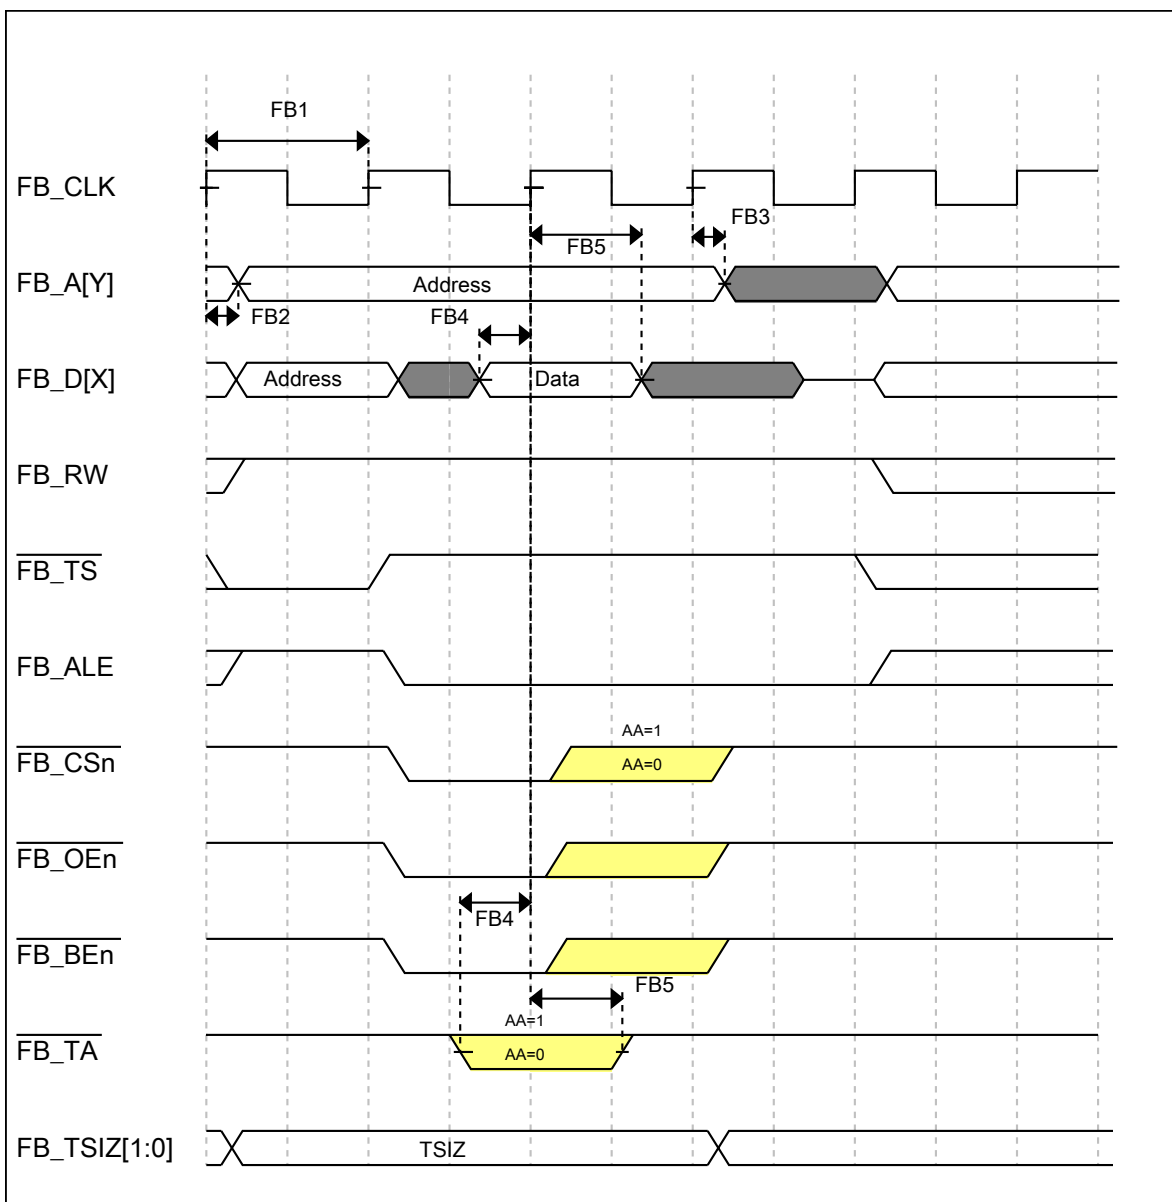 FB1
FB_CLK
FB3
FB5
FB_A[Y]
Address
FB2
FB4
FB_D[X]
Address
Data
FB_RW
FB_TS
FB_ALE
AA=1
FB_CSn
AA=0
FB_OEn
FB4
FB_BEn
FB5
AA=1
FB_TA
AA=0
FB_TSIZ[1:0]
TSIZ